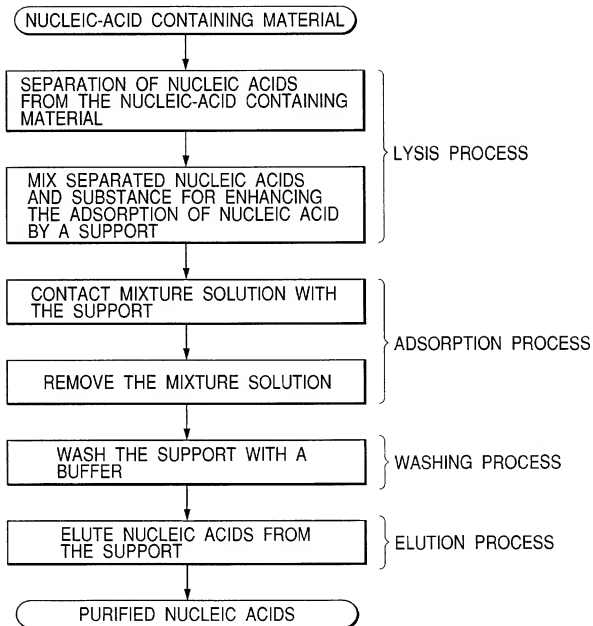 NUCLEIC-ACID CONTAINING MATERIAL
SEPARATION OF NUCLEIC ACIDS
FROM THE NUCLEIC-ACID CONTAINING
MATERIAL
LYSIS PROCESS
MIX SEPARATED NUCLEIC ACIDS
AND SUBSTANCE FOR ENHANCING
THE ADSORPTION OF NUCLEIC ACID
BY A SUPPORT
CONTACT MIXTURE SOLUTION WITH
THE SUPPORT
ADSORPTION PROCESS
REMOVE THE MIXTURE SOLUTION
WASH THE SUPPORT WITH A
BUFFER
WASHING PROCESS
ELUTE NUCLEIC ACIDS FROM
THE SUPPORT
ELUTION PROCESS
PURIFIED NUCLEIC ACIDS